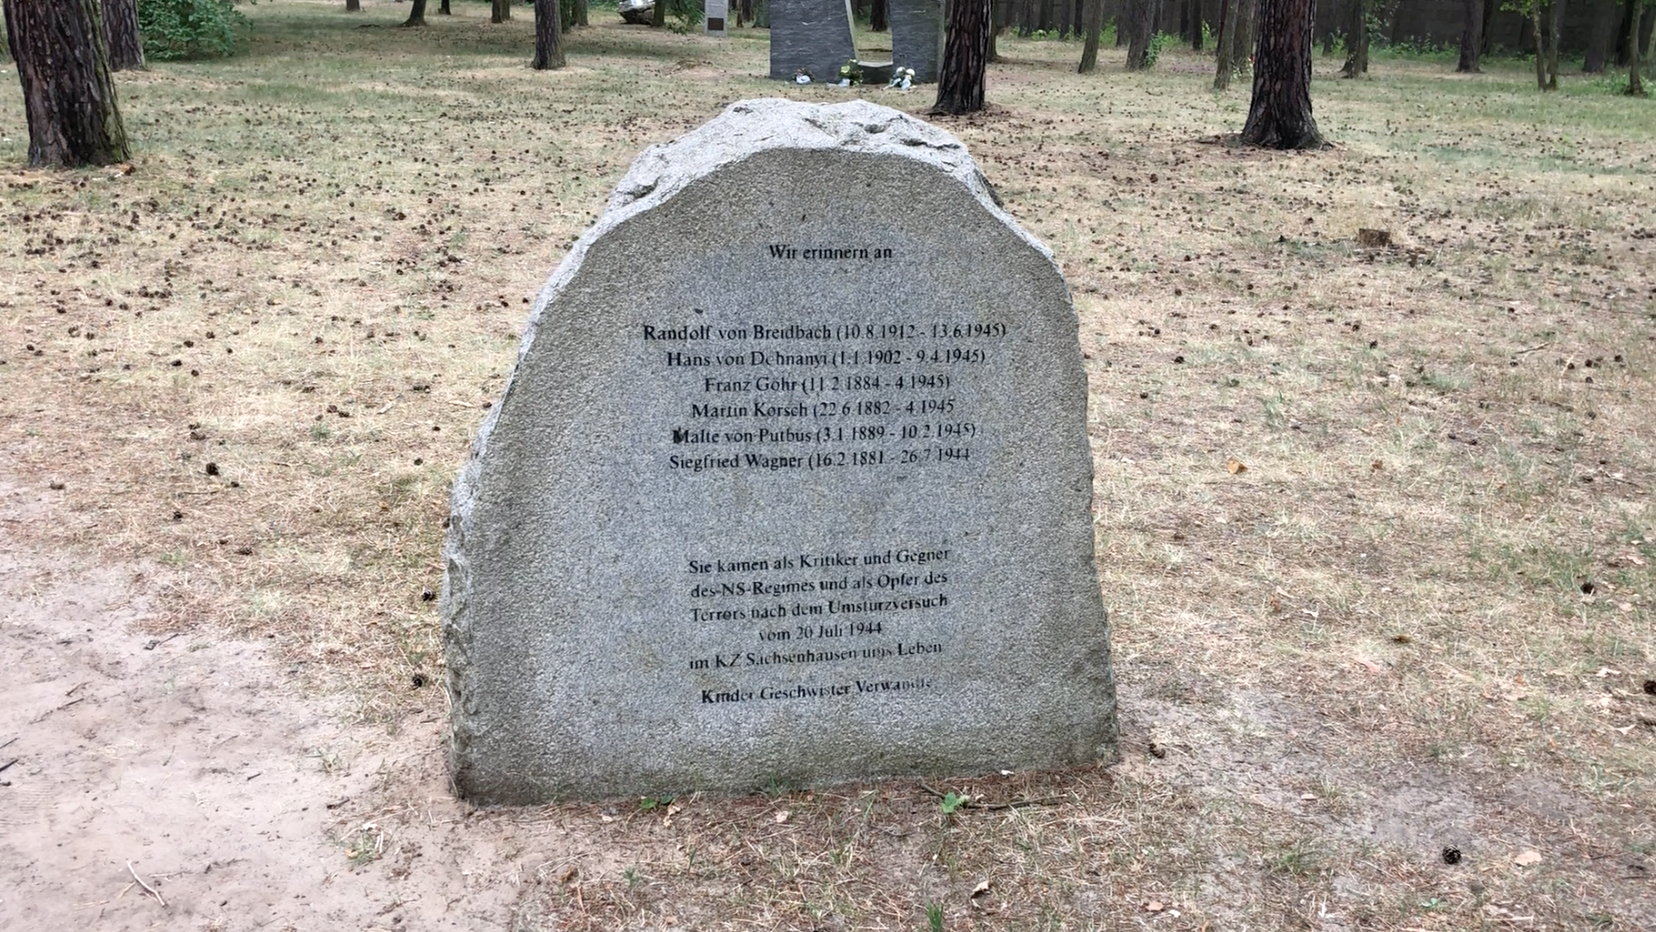 Wir erinnern an
Randolf von Breidbach (10.8.1912 - 13.6.1945)
Hans von Dohnanyi (1.1.1902 - 9.4.1945)
Franz Göhr (11.2.1884 - 4.1945)
Martin Korsch (22.6.1882 - 4.1945
Malte von Putbus (3.1.1889 - 10.2.1945)
Siegfried Wagner (16.2.1881 - 26.7.1944
Sie kamen als Kritiker und Gegner
des NS-Regimes und als Opfer des
Terrors nach dem Umsturzversuch
vom 20 Juli 1944
im KZ Sachsenhausen ums Leben
Kinder Geschwister Verwandte